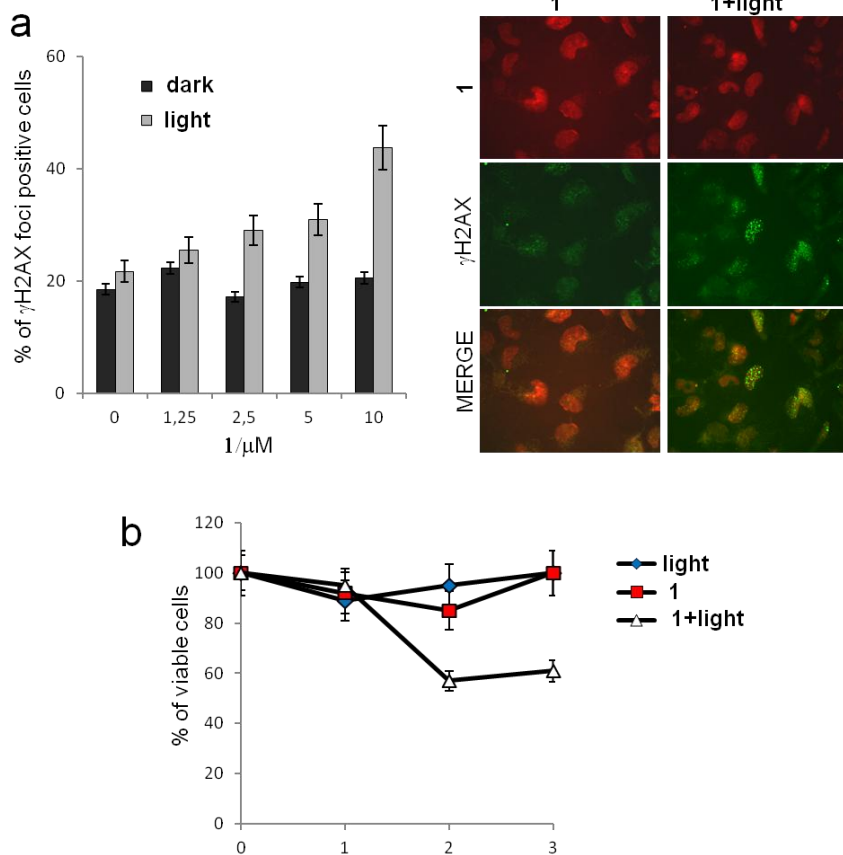 a
% of γH2AX foci positive cells
60
40
20
0
dark
light
0 1,25 2,5 5 10
1/μM
1 1+light
1
γH2AX
MERGE
b
% of viable cells
120
100
80
60
40
20
0
0 1 2 3
light
1
1+light